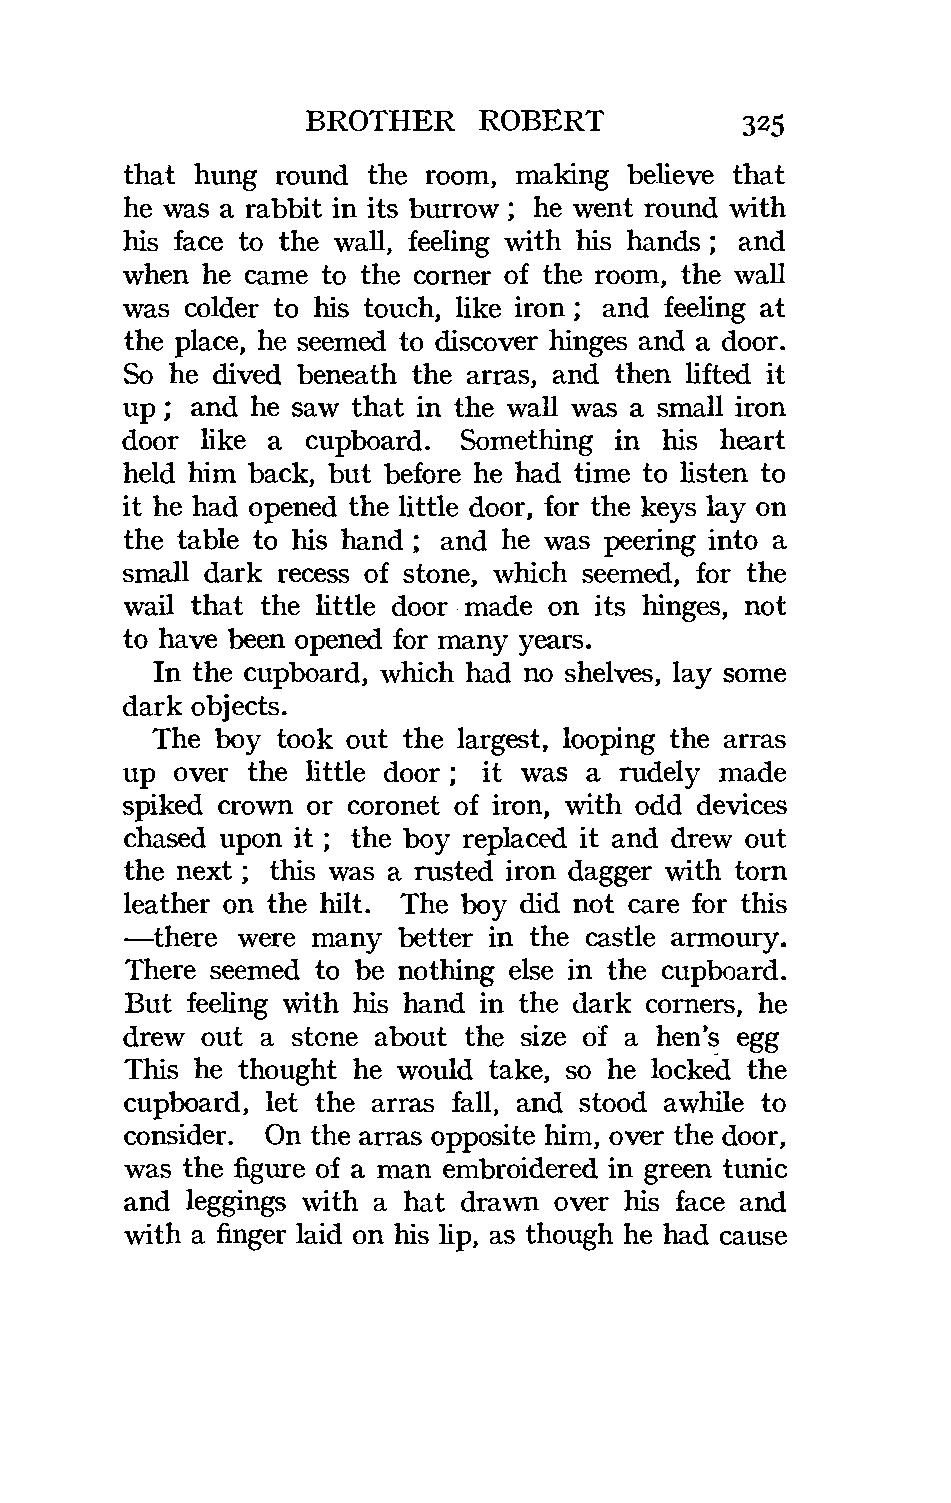 BROTHER ROBERT 325
that hung round the room, making believe that
he was a rabbit in its burrow ; he went round with
his face to the wall, feeling with his hands ; and
when he came to the corner of the room, the wall
was colder to his touch, like iron ; and feeling at
the place, he seemed to discover hinges and a door.
So he dived beneath the arras, and then lifted it
up ; and he saw that in the wall was a small iron
door like a cupboard. Something in his heart
held him back, but before he had time to listen to
it he had opened the little door, for the keys lay on
the table to his hand ; and he was peering into a
small dark recess of stone, which seemed, for the
wail that the little door made on its hinges, not
to have been opened for many years.
In the cupboard, which had no shelves, lay some
dark objects.
The boy took out the largest, looping the arras
up over the little door ; it was a rudely made
spiked crown or coronet of iron, with odd devices
chased upon it ; the boy replaced it and drew out
the next ; this was a rusted iron dagger with torn
leather on the hilt. The boy did not care for this
—there were many better in the castle armoury.
There seemed to be nothing else in the cupboard.
But feeling with his hand in the dark corners, he
drew out a stone about the size of a hen's egg
This he thought he would take, so he locked the
cupboard, let the arras fall, and stood awhile to
consider. On the arras opposite him, over the door,
was the figure of a man embroidered in green tunic
and leggings with a hat drawn over his face and
with a finger laid on his lip, as though he had cause